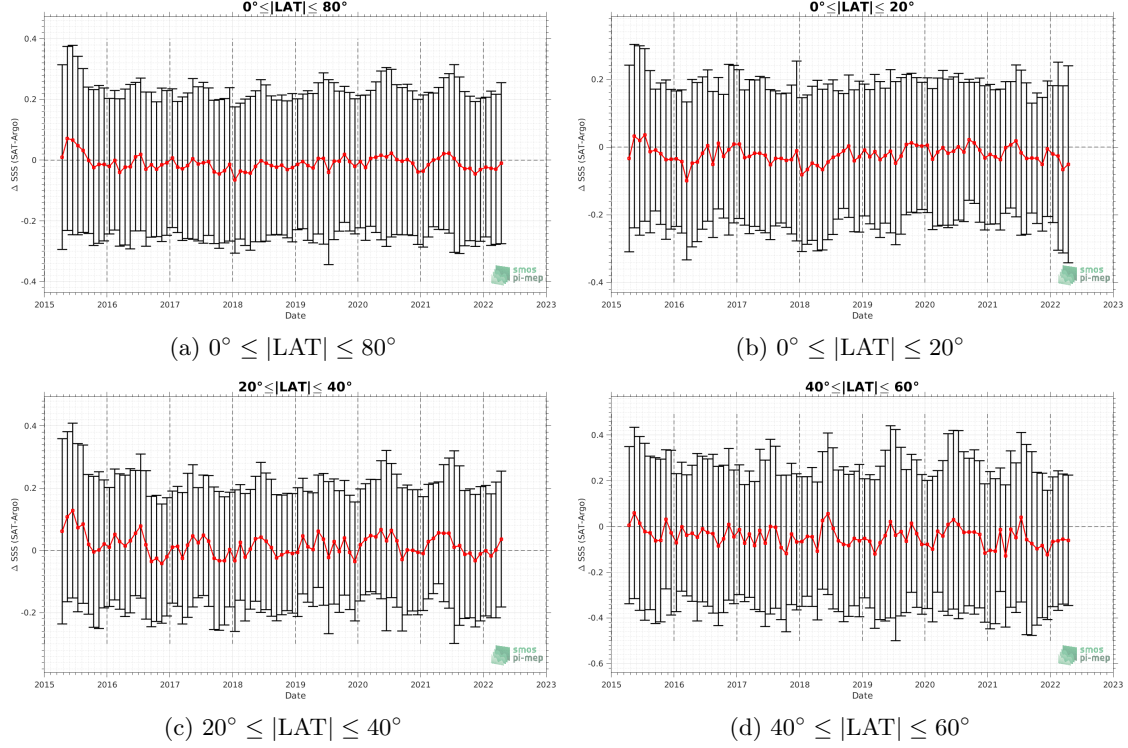 0°≤|LAT|≤ 80°
Δ SSS (SAT-Argo)
0.4
0.2
0
-0.2
-0.4
2015 2016 2017 2018 2019 2020 2021 2022 2023
Date
smos
pi-mep
(a) 0° ≤ |LAT| ≤ 80°
0°≤|LAT|≤ 20°
Δ SSS (SAT-Argo)
0.2
0
-0.2
-0.4
2015 2016 2017 2018 2019 2020 2021 2022 2023
Date
smos
pi-mep
(b) 0° ≤ |LAT| ≤ 20°
20°≤|LAT|≤ 40°
Δ SSS (SAT-Argo)
0.4
0.2
0
-0.2
2015 2016 2017 2018 2019 2020 2021 2022 2023
Date
smos
pi-mep
(c) 20° ≤ |LAT| ≤ 40°
40°≤|LAT|≤ 60°
Δ SSS (SAT-Argo)
0.4
0.2
0
-0.2
-0.4
-0.6
2015 2016 2017 2018 2019 2020 2021 2022 2023
Date
smos
pi-mep
(d) 40° ≤ |LAT| ≤ 60°